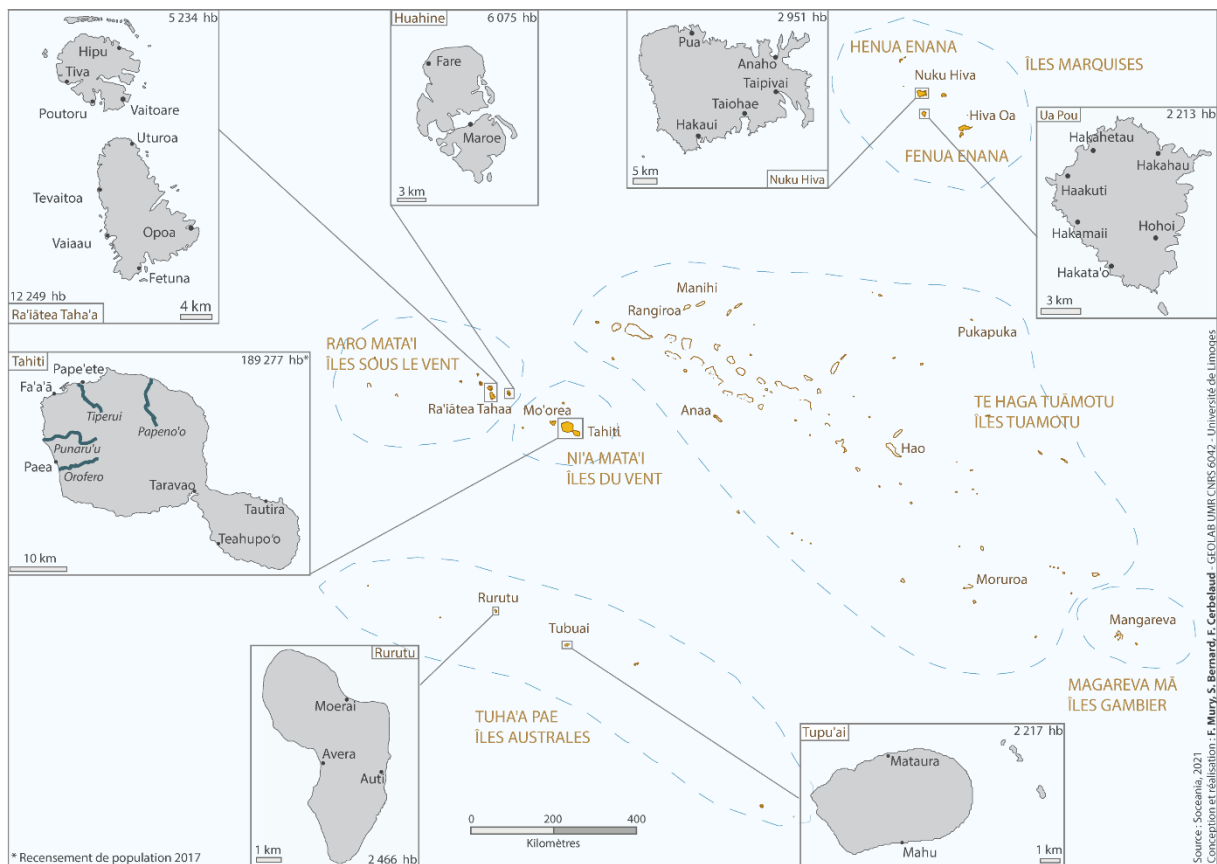 5 234 hb
Hipu
Tiva
Poutoru
Vaitoare
Uturoa
Tevaitoa
Vaiaau
Opoa
Fetuna
12 249 hb
Ra'iātea Taha'a
4 km
Huahine
6 075 hb
Fare
Maroe
3 km
2 951 hb
Pua
Anaho
Taipivai
Taiohae
Hakaui
5 km
Nuku Hiva
HENUA ENANA
ÎLES MARQUISES
Nuku Hiva
Hiva Oa
FENUA ENANA
Ua Pou
2 213 hb
Hakahetau
Hakahau
Haakuti
Hakamaii
Hohoi
Hakata'o
3 km
Tahiti
189 277 hb*
Pape'ete
Fa'a'ā
Tiperui
Papeno'o
Punaru'u
Paea
Orofero
Taravao
Tautira
Teahupo'o
10 km
RARO MATA'I
ÎLES SOUS LE VENT
Ra'iātea Tahaa
Mo'orea
Tahiti
NI'A MATA'I
ÎLES DU VENT
Manihi
Rangiroa
Pukapuka
Anaa
Hao
TE HAGA TUĀMOTU
ÎLES TUAMOTU
Moruroa
Mangareva
MAGAREVA MĀ
ÎLES GAMBIER
Rurutu
Tubuai
TUHA'A PAE
ÎLES AUSTRALES
Rurutu
Moerai
Avera
Auti
1 km
2 466 hb
Tupu'ai
2 217 hb
Mataura
Mahu
1 km
0 200 400
Kilomètres
* Recensement de population 2017
Source : Soceania, 2021
Conception et réalisation : F. Mury, S. Bernard, F. Cerbelaud - GEOLAB UMR CNRS 6042 - Université de Limoges